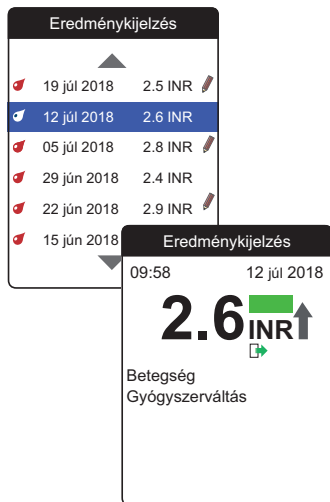 Eredménykijelzés
19 júl 2018 2.5 INR
12 júl 2018 2.6 INR
05 júl 2018 2.8 INR
29 jún 2018 2.4 INR
22 jún 2018 2.9 INR
15 jún 2018
Eredménykijelzés
09:58 12 júl 2018
2.6 INR
Betegség
Gyógyszerváltás